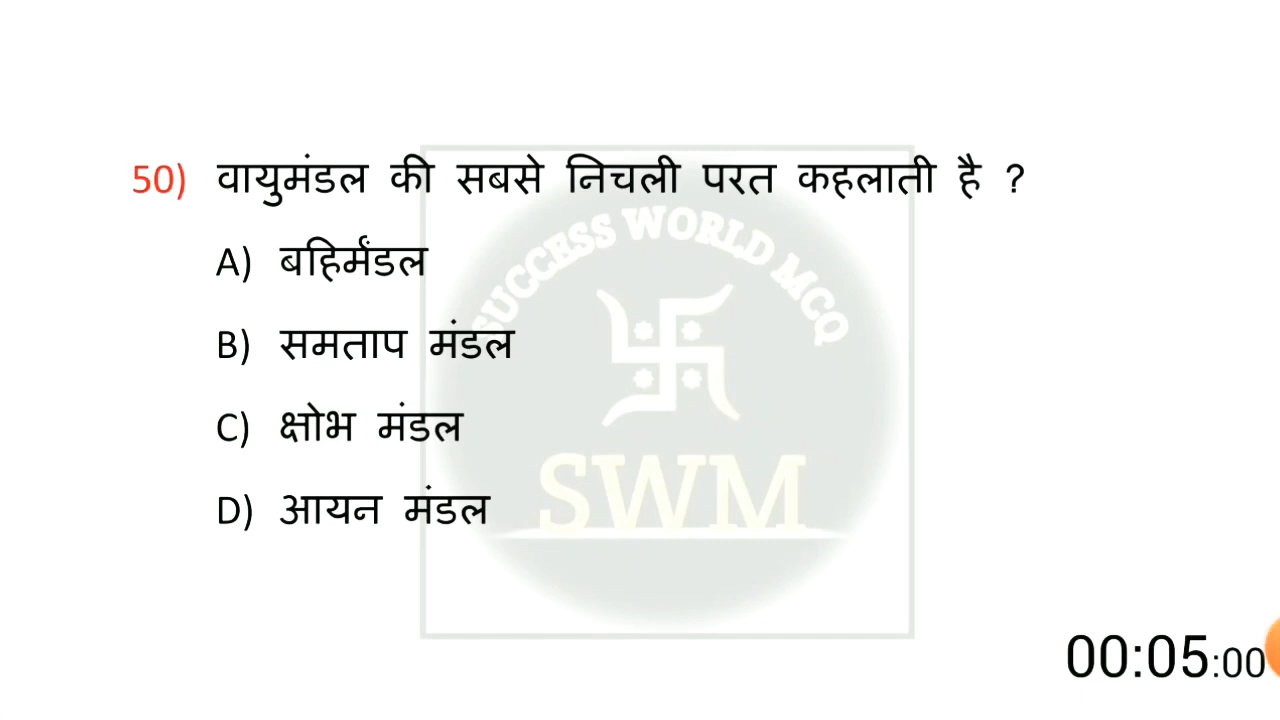 50) वायुमंडल की सबसे निचली परत कहलाती है ?
A) बहिर्मंडल
B) समताप मंडल
C) क्षोभ मंडल
D) आयन मंडल
SUCCESS WORLD MCQ
SWM
00:05:00